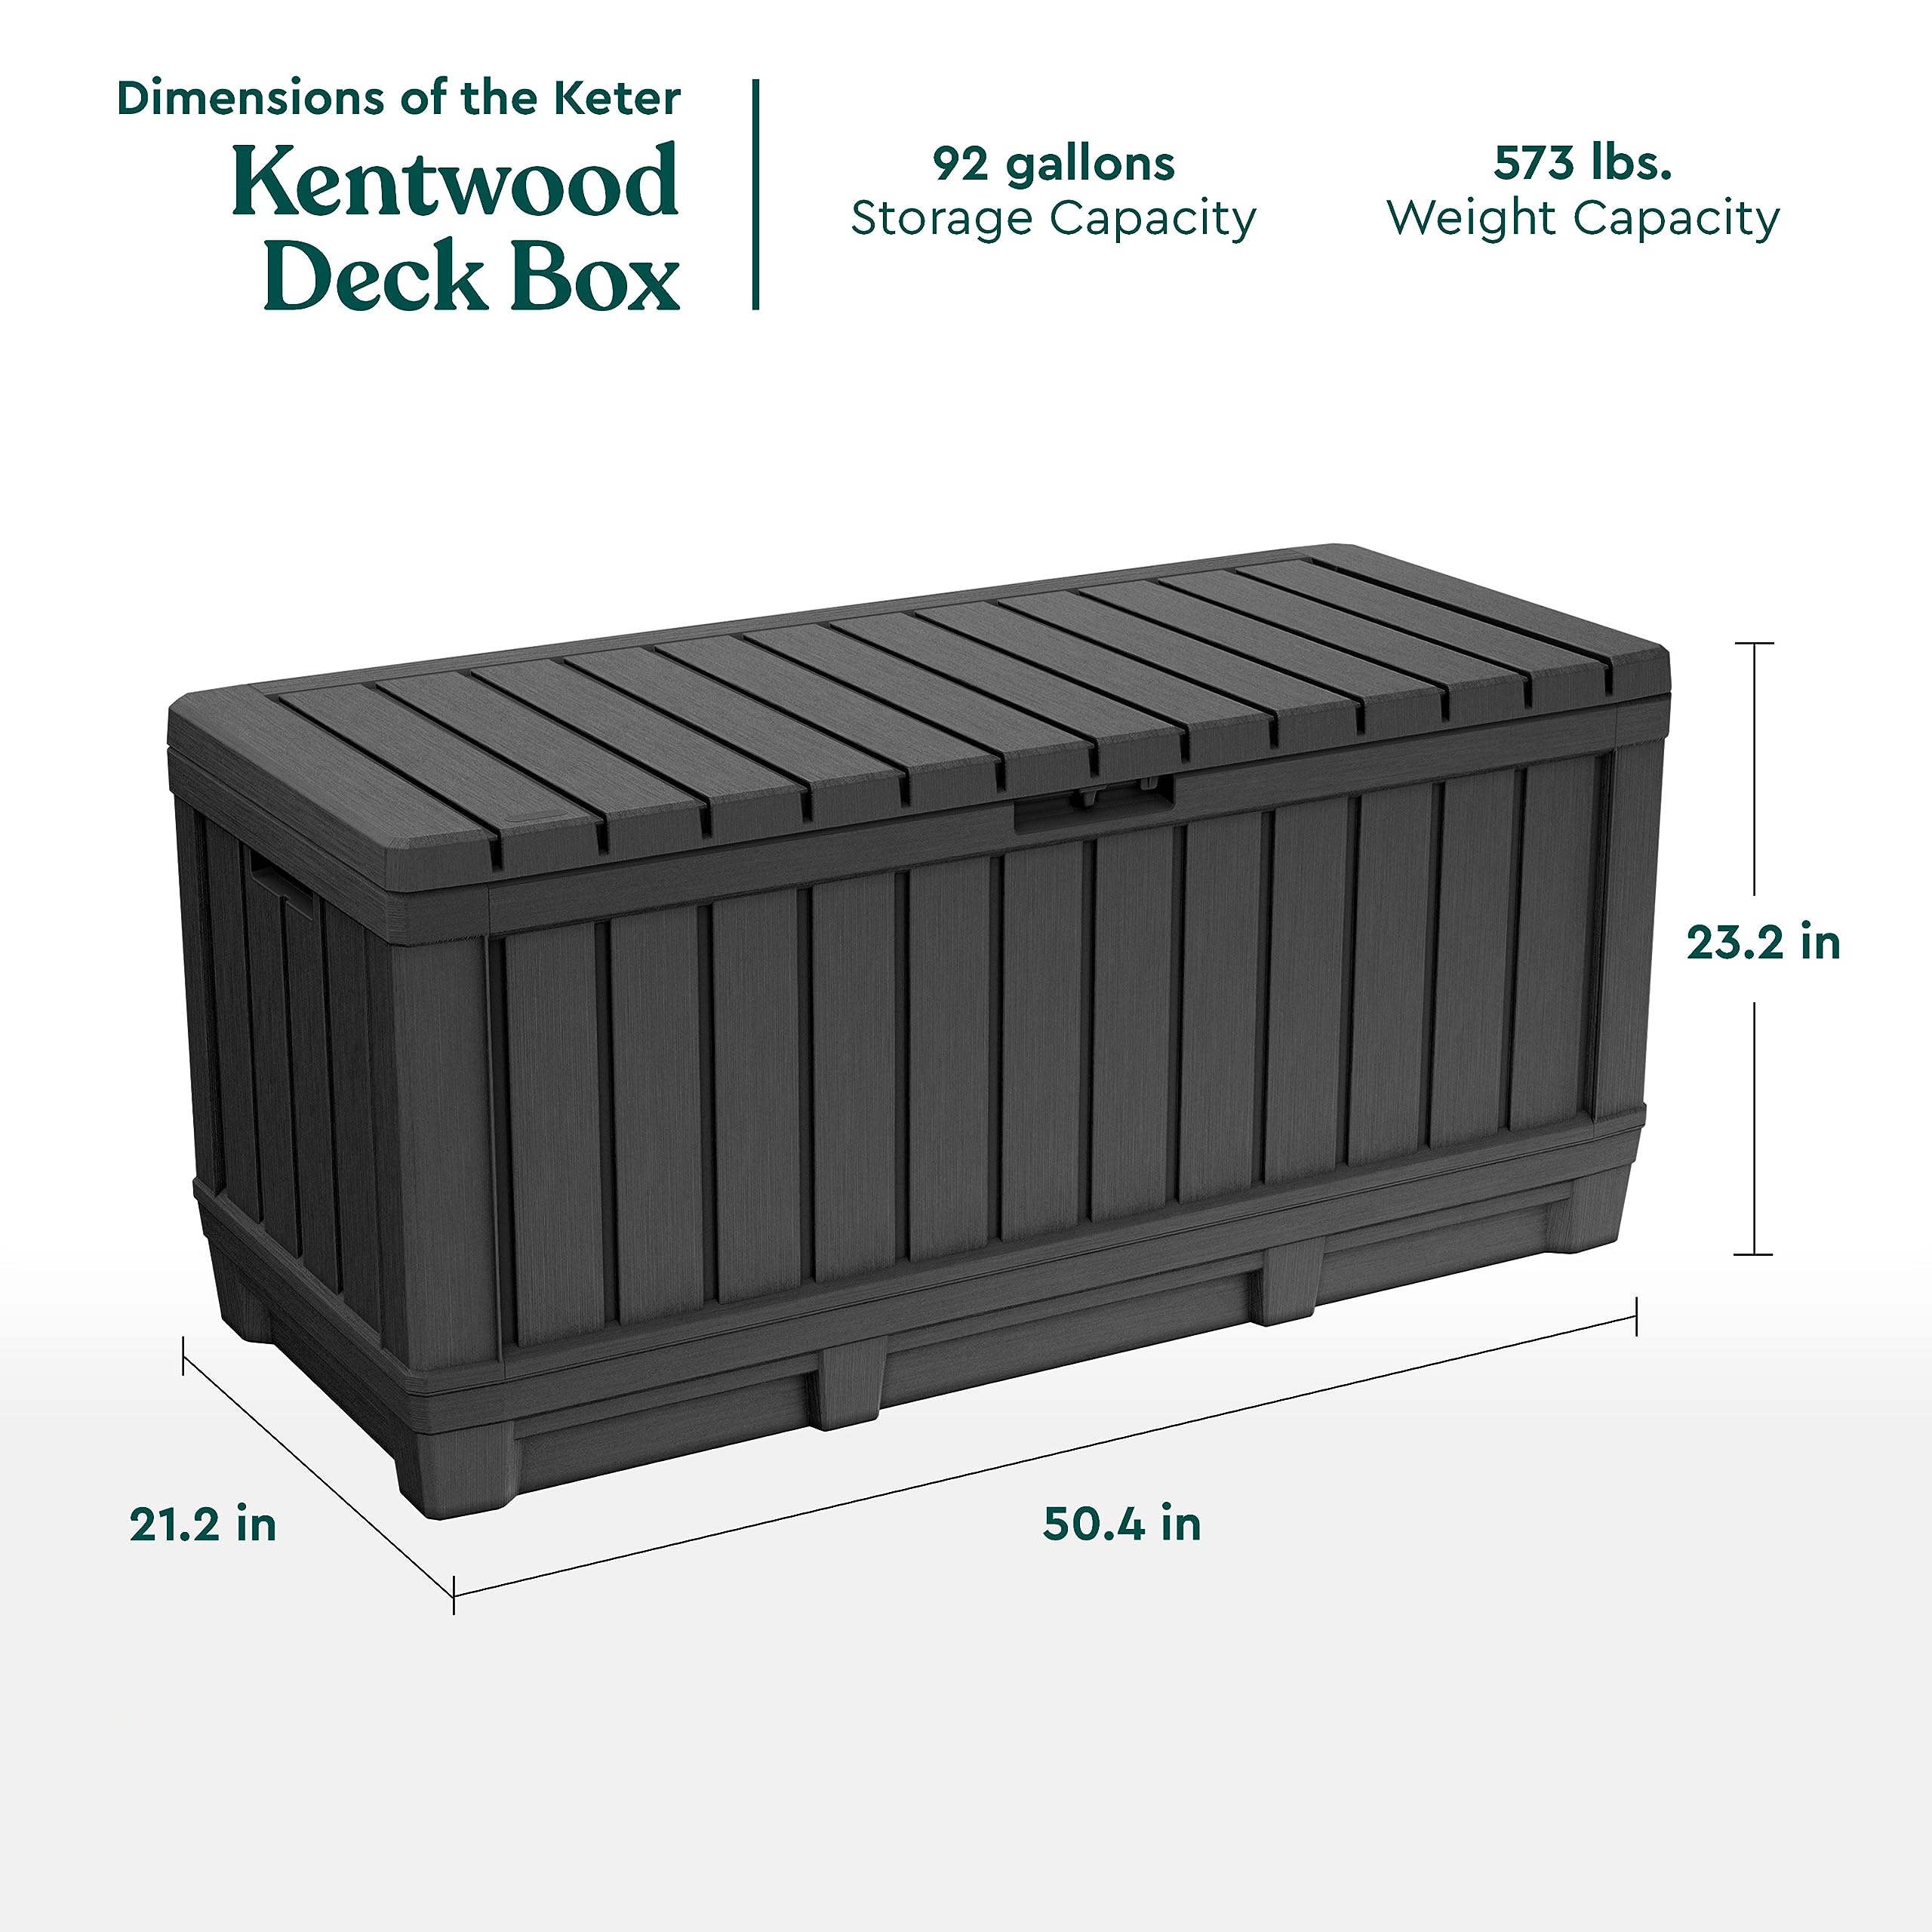 Dimensions of the Keter
Kentwood
Deck Box
92 gallons
Storage Capacity
573 lbs.
Weight Capacity
23.2 in
21.2 in
50.4 in